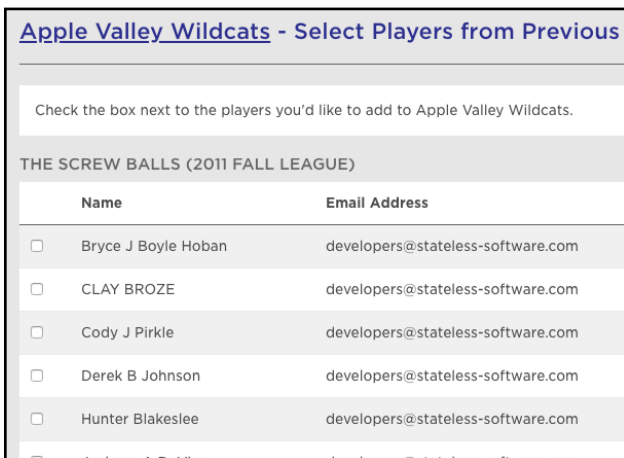 Apple Valley Wildcats - Select Players from Previous
Check the box next to the players you'd like to add to Apple Valley Wildcats.
THE SCREW BALLS (2011 FALL LEAGUE)
Name Email Address
Bryce J Boyle Hoban developers@stateless-software.com
CLAY BROZE developers@stateless-software.com
Cody J Pirkle developers@stateless-software.com
Derek B Johnson developers@stateless-software.com
Hunter Blakeslee developers@stateless-software.com